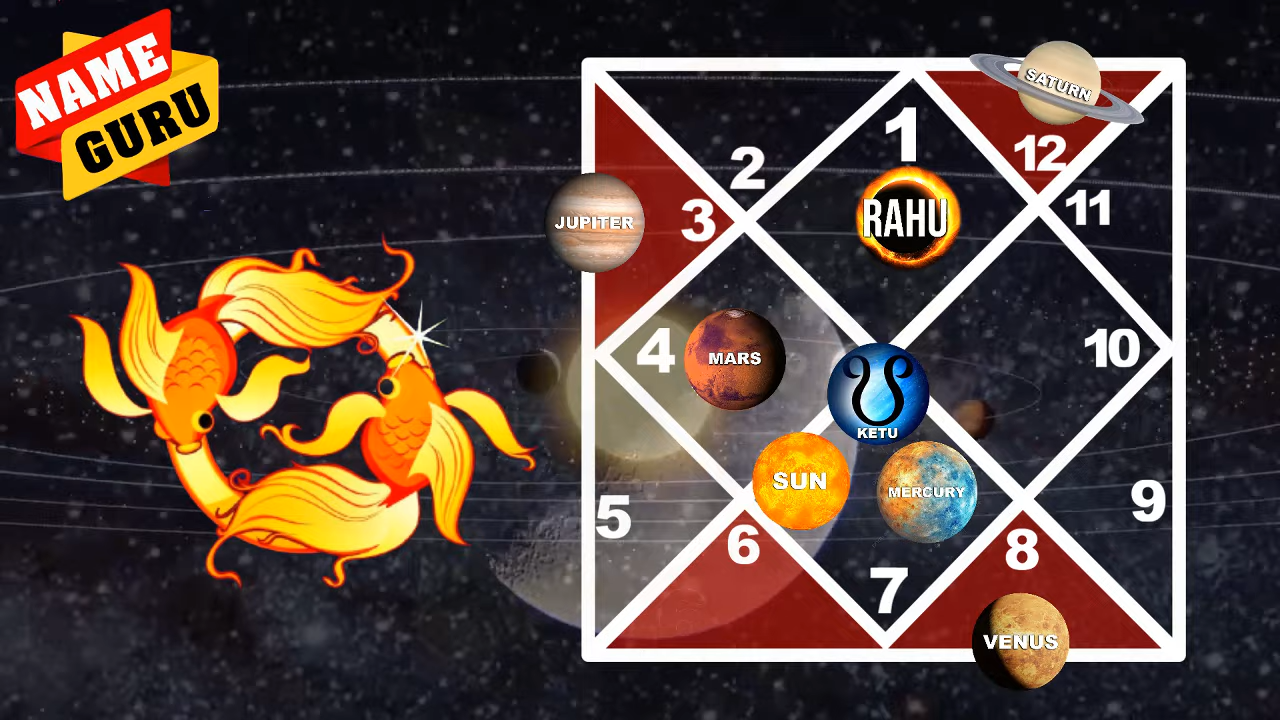 NAME
GURU
SATURN
1
12
2
11
3
JUPITER
RAHU
4
MARS
10
KETU
SUN
MERCURY
5
9
6
8
7
VENUS